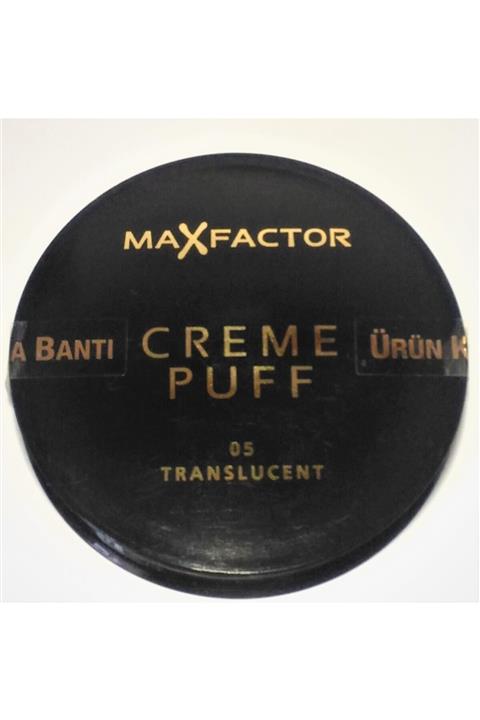 MAXFACTOR
A BANTI
CREME
PUFF
ÜRÜN K
05
TRANSLUCENT